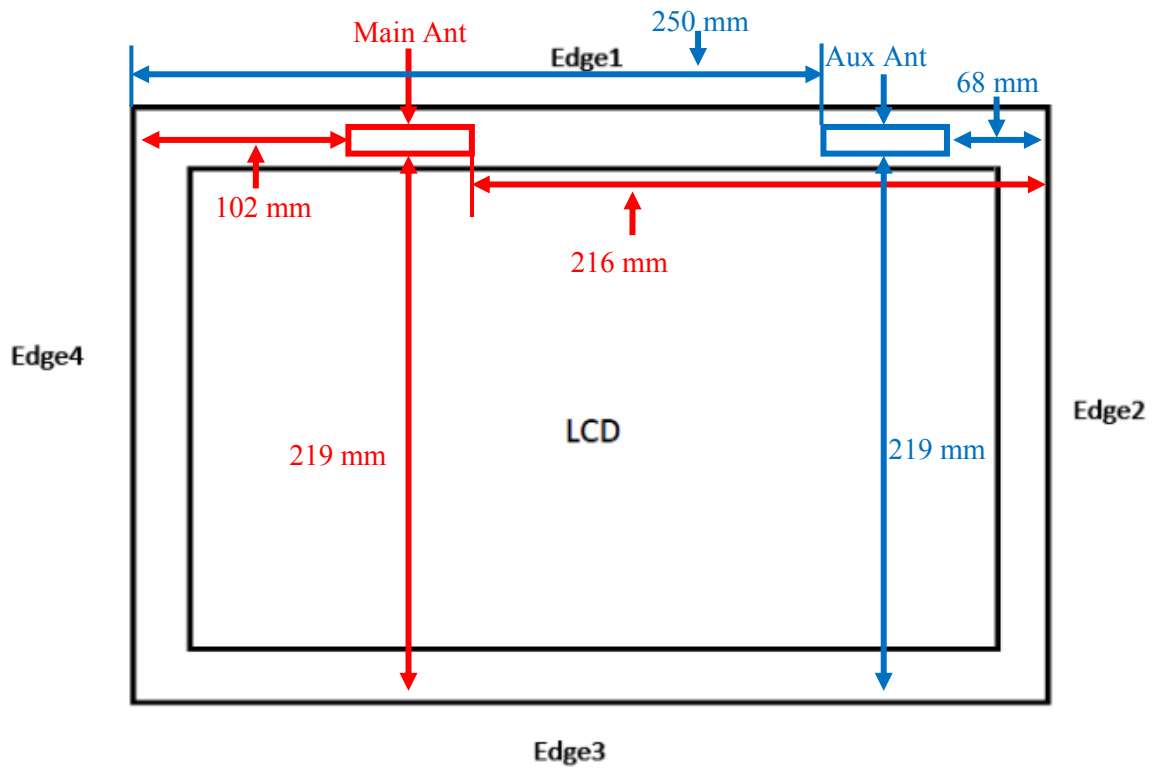 250 mm
Main Ant
Edge1
Aux Ant
68 mm
102 mm
216 mm
Edge4
Edge2
LCD
219 mm
219 mm
Edge3